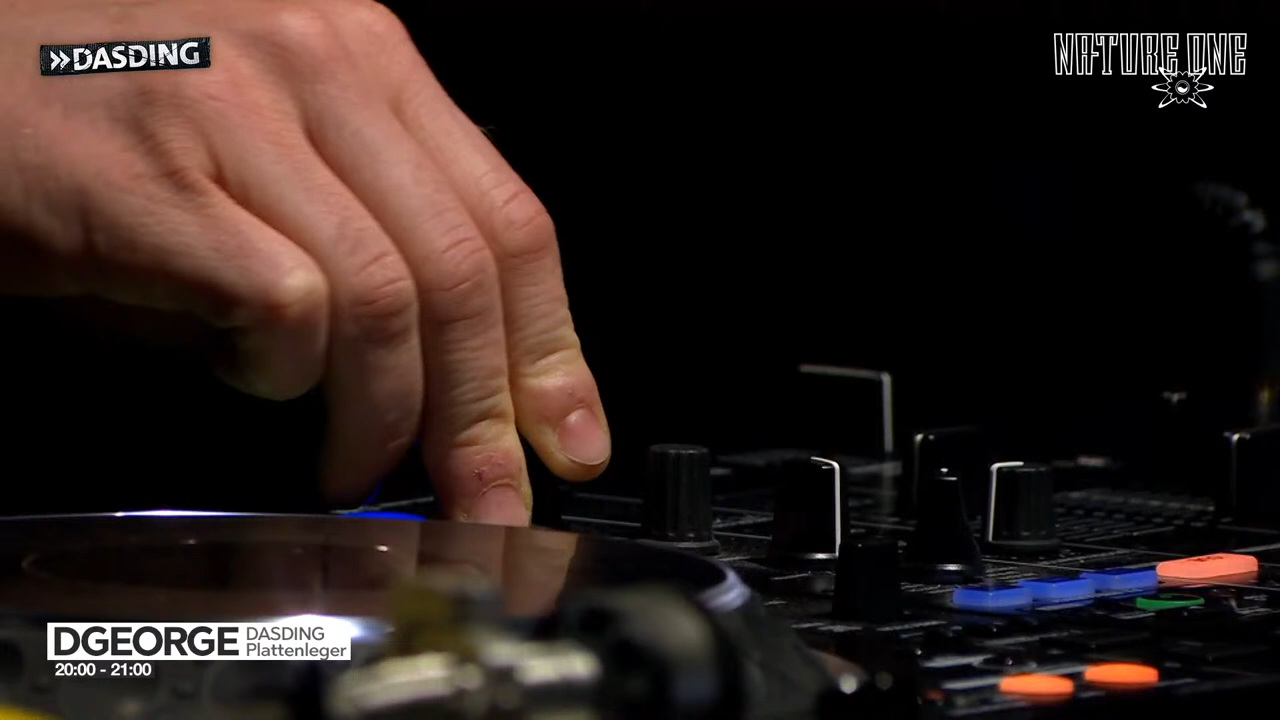 »DASDING
NATURE ONE
DGEORGE DASDING
Plattenleger
20:00 - 21:00